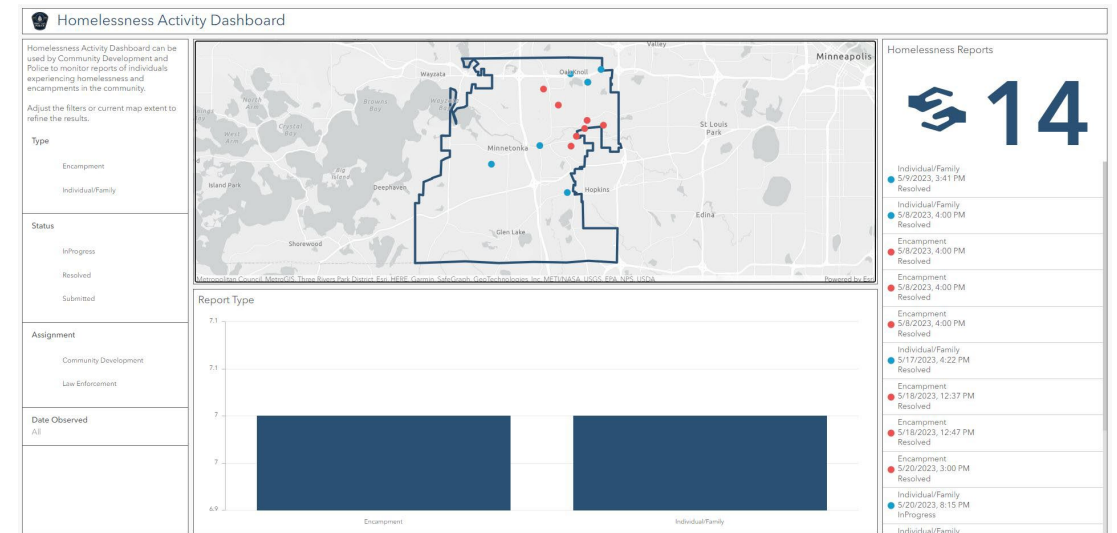 Homelessness Activity Dashboard
Homelessness Activity Dashboard can be
used by Community Development and
Police to monitor reports of individuals
experiencing homelessness and
encampments in the community.
Adjust the filters or current map extent to
refine the results.
Type
Encampment
Individual/Family
Status
InProgress
Resolved
Submitted
Assignment
Community Development
Law Enforcement
Date Observed
All
Valley
Minneapolis
Wayzata
Oak Knoll
North
Arm
Browns
Bay
Crystal
Bay
West
Arm
St Louis
Park
Minnetonka
Big
Island
Island Park
Deephaven
Hopkins
Edina
Glen Lake
Shorewood
Metropolitan Council, MetroGIS, Three Rivers Park District, Esri, HERE, Garmin, SafeGraph, GeoTechnologies, Inc, METI/NASA, USGS, EPA, NPS, USDA
Powered by Esri
Report Type
7.1
7.1
7
7
6.9
Encampment
Individual/Family
Homelessness Reports
14
Individual/Family
5/9/2023, 3:41 PM
Resolved
Individual/Family
5/8/2023, 4:00 PM
Resolved
Encampment
5/8/2023, 4:00 PM
Resolved
Encampment
5/8/2023, 4:00 PM
Resolved
Encampment
5/8/2023, 4:00 PM
Resolved
Individual/Family
5/17/2023, 4:22 PM
Resolved
Encampment
5/18/2023, 12:37 PM
Resolved
Encampment
5/18/2023, 12:47 PM
Resolved
Encampment
5/20/2023, 3:00 PM
Resolved
Individual/Family
5/20/2023, 8:15 PM
InProgress
Individual/Family